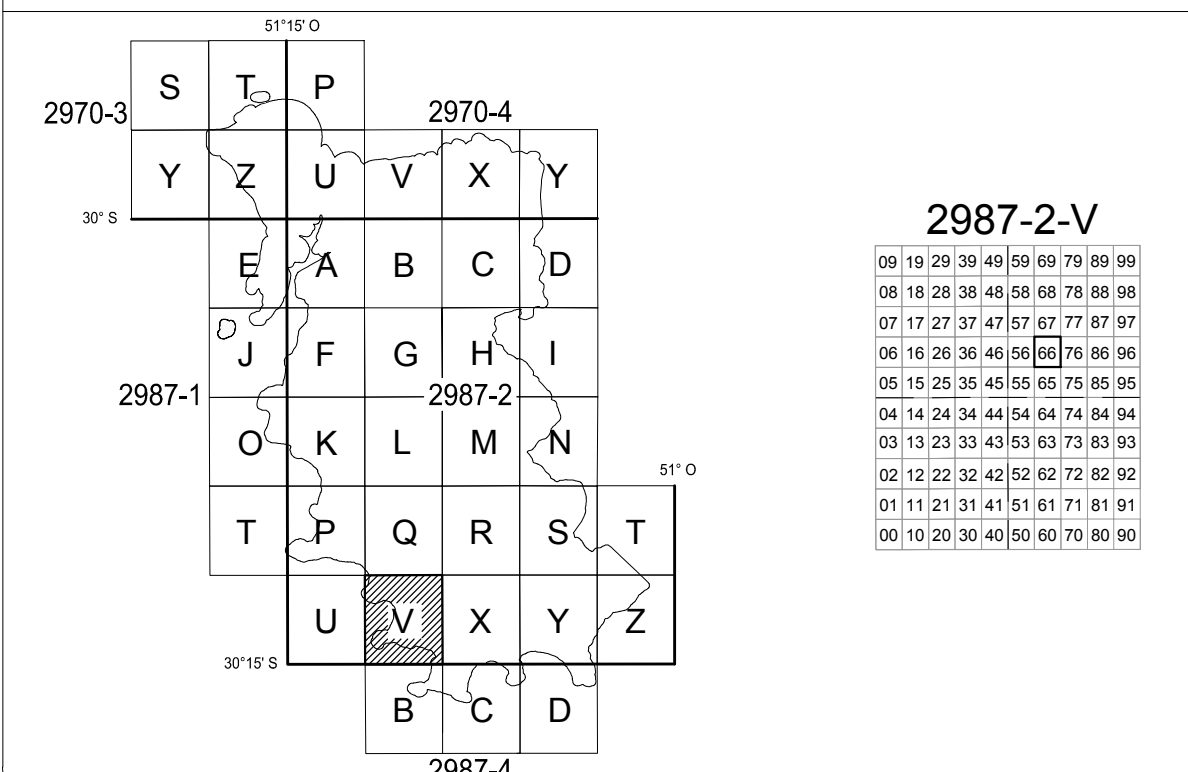 51°15' O
S T P
2970-3 2970-4
Y Z U V X Y
30° S
E A B C D
J F G H I
2987-1 2987-2
O K L M N
51° O
T P Q R S T
U V X Y Z
30°15' S
B C D
2987-4
2987-2-V
09 19 29 39 49 59 69 79 89 99
08 18 28 38 48 58 68 78 88 98
07 17 27 37 47 57 67 77 87 97
06 16 26 36 46 56 66 76 86 96
05 15 25 35 45 55 65 75 85 95
04 14 24 34 44 54 64 74 84 94
03 13 23 33 43 53 63 73 83 93
02 12 22 32 42 52 62 72 82 92
01 11 21 31 41 51 61 71 81 91
00 10 20 30 40 50 60 70 80 90